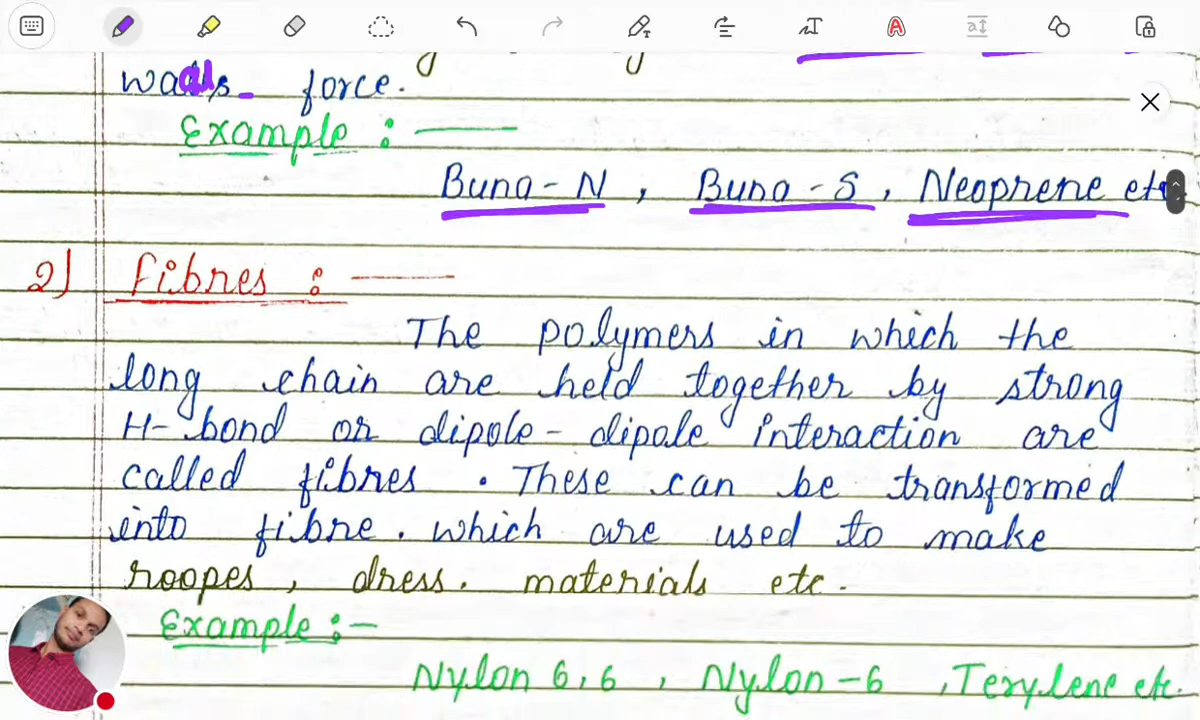 waals force.
Example :
Buna-N , Buna-S , Neoprene etc
2) Fibres :
The polymers in which the
long chain are held together by strong
H-bond or dipole-dipole interaction are
called fibres . These can be transformed
into fibre . which are used to make
roopes , dress. materials etc.
Example :-
Nylon 6,6 , Nylon-6 , Terylene etc.